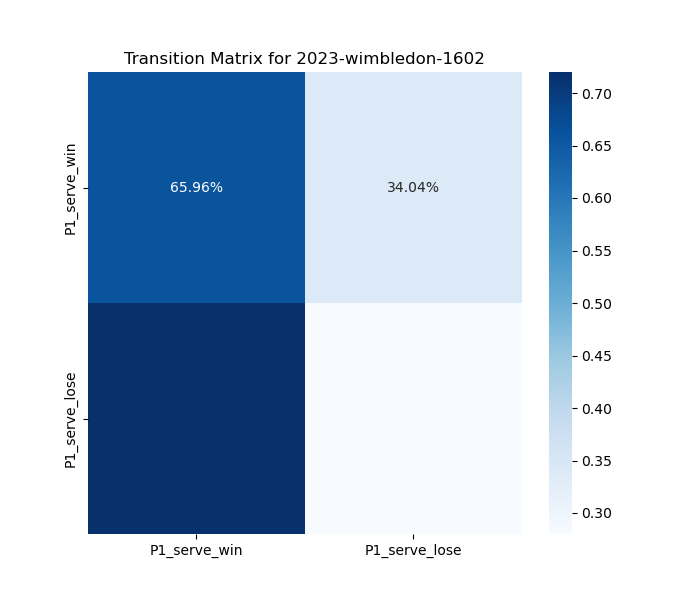 Transition Matrix for 2023-wimbledon-1602
P1_serve_win
65.96%
34.04%
P1_serve_lose
P1_serve_win
P1_serve_lose
0.70
0.65
0.60
0.55
0.50
0.45
0.40
0.35
0.30